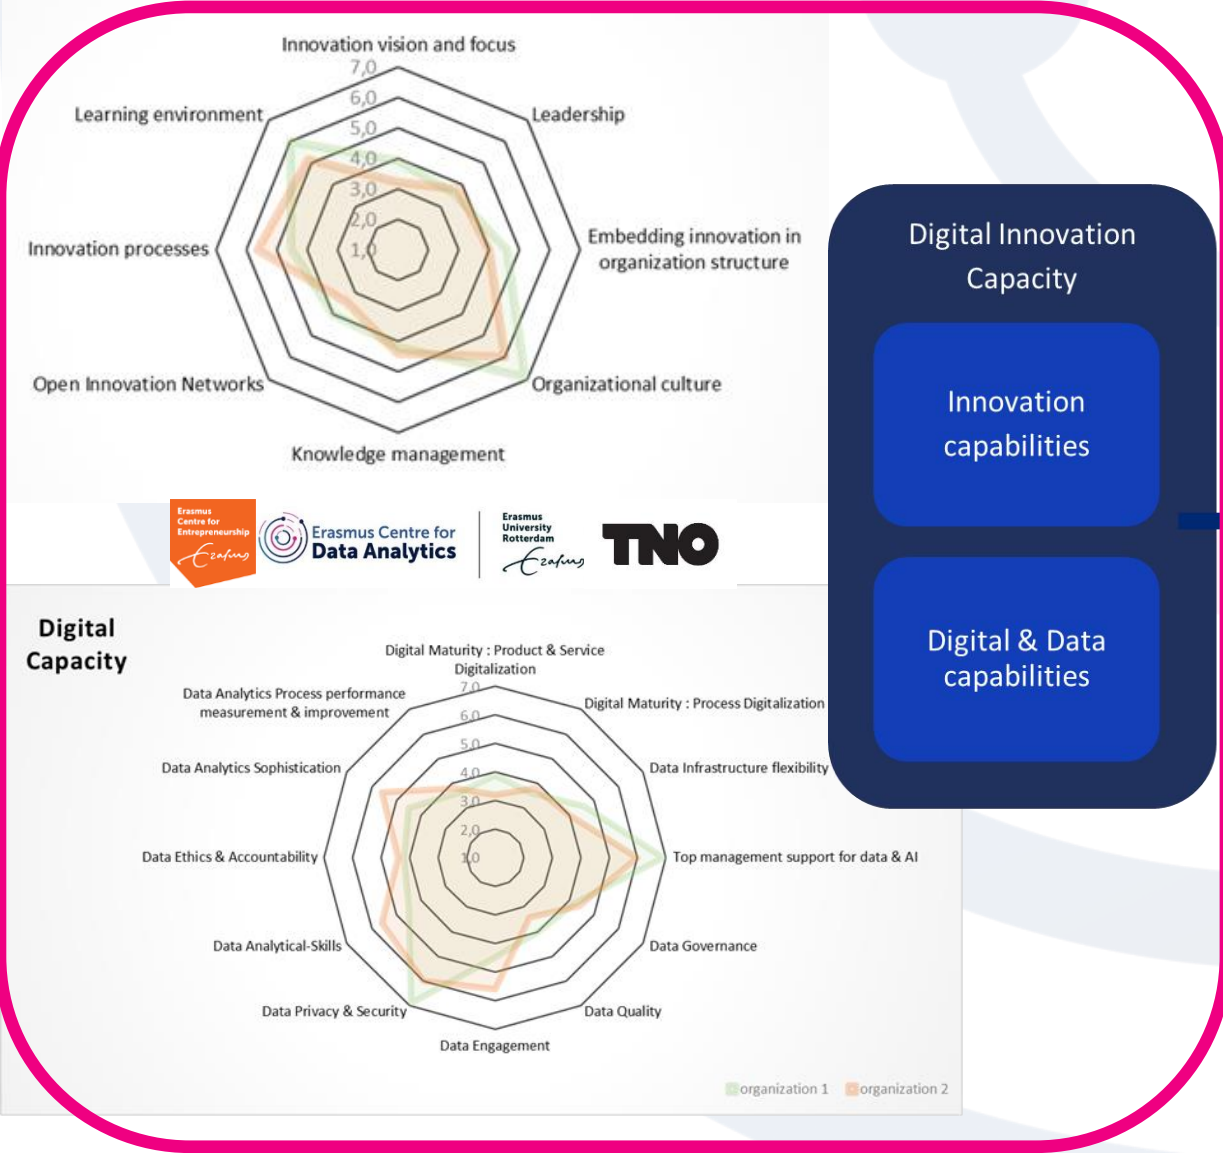 Innovation vision and focus
7,0
6,0
5,0
4,0
3,0
2,0
1,0
Learning environment
Leadership
Innovation processes
Embedding innovation in
organization structure
Open Innovation Networks
Organizational culture
Knowledge management
Erasmus
Centre for
Entrepreneurship
Erasmus
Erasmus Centre for
Data Analytics
Erasmus
University
Rotterdam
Erasmus
TNO
Digital
Capacity
Digital Maturity : Product & Service
Digitalization
7,0
6,0
5,0
4,0
3,0
2,0
1,0
Data Analytics Process performance
measurement & improvement
Digital Maturity : Process Digitalization
Data Analytics Sophistication
Data Infrastructure flexibility
Data Ethics & Accountability
Top management support for data & AI
Data Analytical-Skills
Data Governance
Data Privacy & Security
Data Quality
Data Engagement
organization 1
organization 2
Digital Innovation
Capacity
Innovation
capabilities
Digital & Data
capabilities